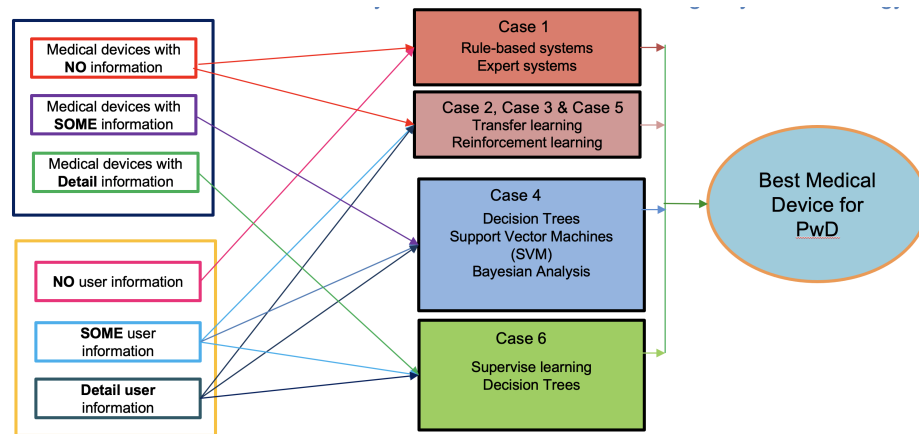 Medical devices with
NO information
Medical devices with
SOME information
Medical devices with
Detail information
NO user information
SOME user
information
Detail user
information
Case 1
Rule-based systems
Expert systems
Case 2, Case 3 & Case 5
Transfer learning
Reinforcement learning
Case 4
Decision Trees
Support Vector Machines
(SVM)
Bayesian Analysis
Case 6
Supervise learning
Decision Trees
Best Medical
Device for
PwD